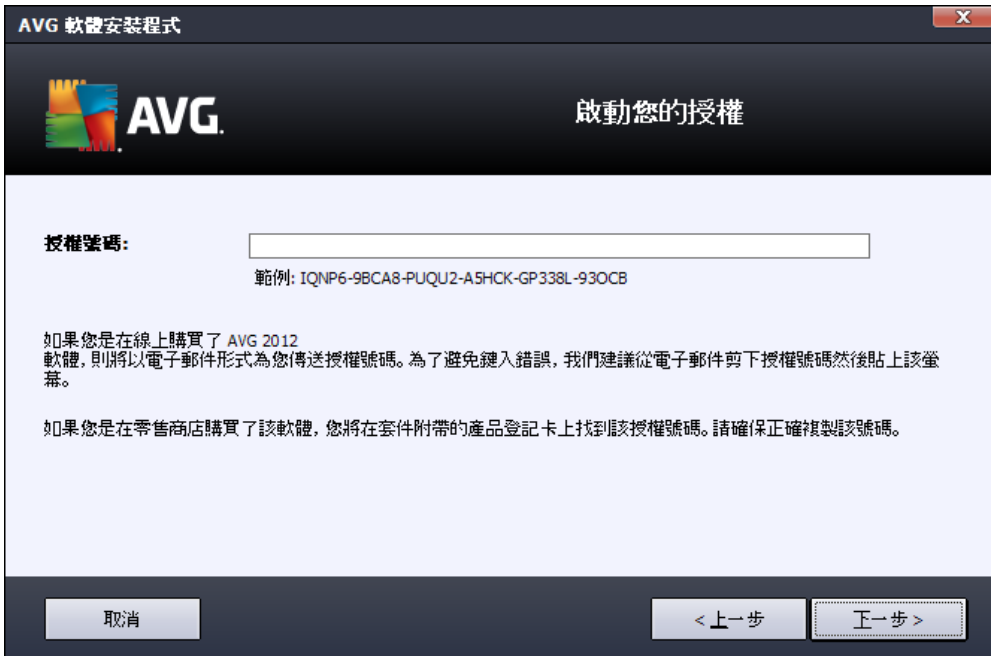 AVG 軟體安裝程式
AVG.
啟動您的授權
授權號碼:
範例: IQNP6-9BCA8-PUQU2-A5HCK-GP338L-93OCB
如果您是在線上購買了 AVG 2012
軟體, 則將以電子郵件形式為您傳送授權號碼。為了避免鍵入錯誤, 我們建議從電子郵件剪下授權號碼然後貼上該螢
幕。
如果您是在零售商店購買了該軟體, 您將在套件附帶的產品登記卡上找到該授權號碼。請確保正確複製該號碼。
取消
<上一步
下一步>